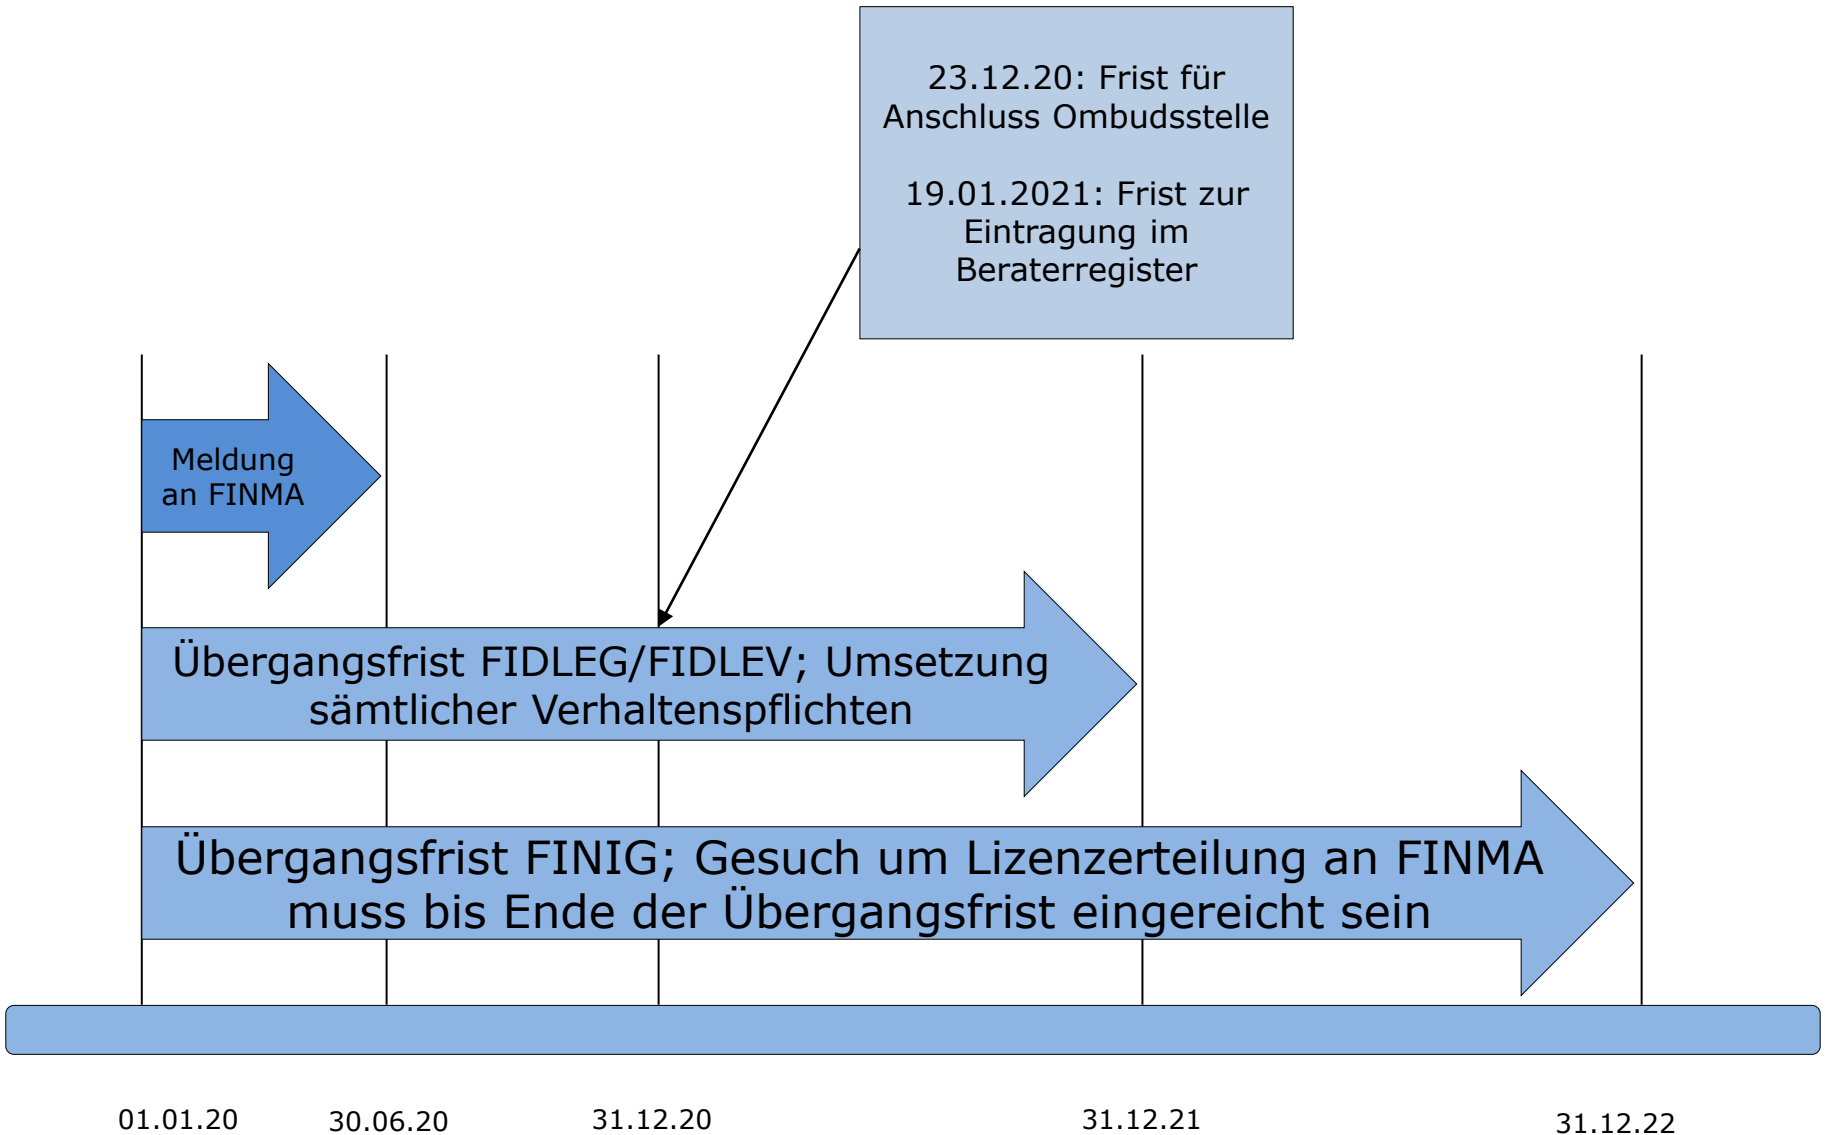 23.12.20: Frist für
Anschluss Ombudsstelle
19.01.2021: Frist zur
Eintragung im
Beraterregister
Meldung
an FINMA
Übergangsfrist FIDLEG/FIDLEV; Umsetzung
sämtlicher Verhaltenspflichten
Übergangsfrist FINIG; Gesuch um Lizenzerteilung an FINMA
muss bis Ende der Übergangsfrist eingereicht sein
01.01.20
30.06.20
31.12.20
31.12.21
31.12.22